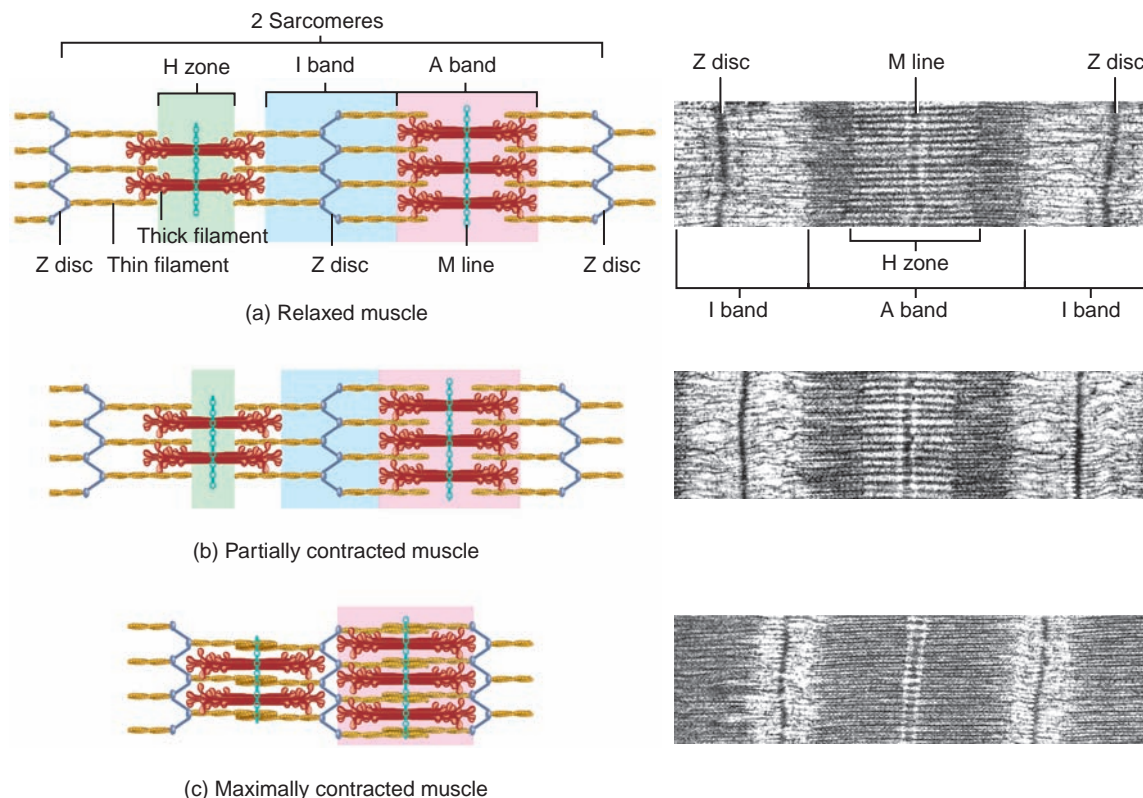 2 Sarcomeres
H zone
I band
A band
Thick filament
Z disc
Thin filament
Z disc
M line
Z disc
(a) Relaxed muscle
Z disc
M line
Z disc
H zone
I band
A band
I band
(b) Partially contracted muscle
(c) Maximally contracted muscle